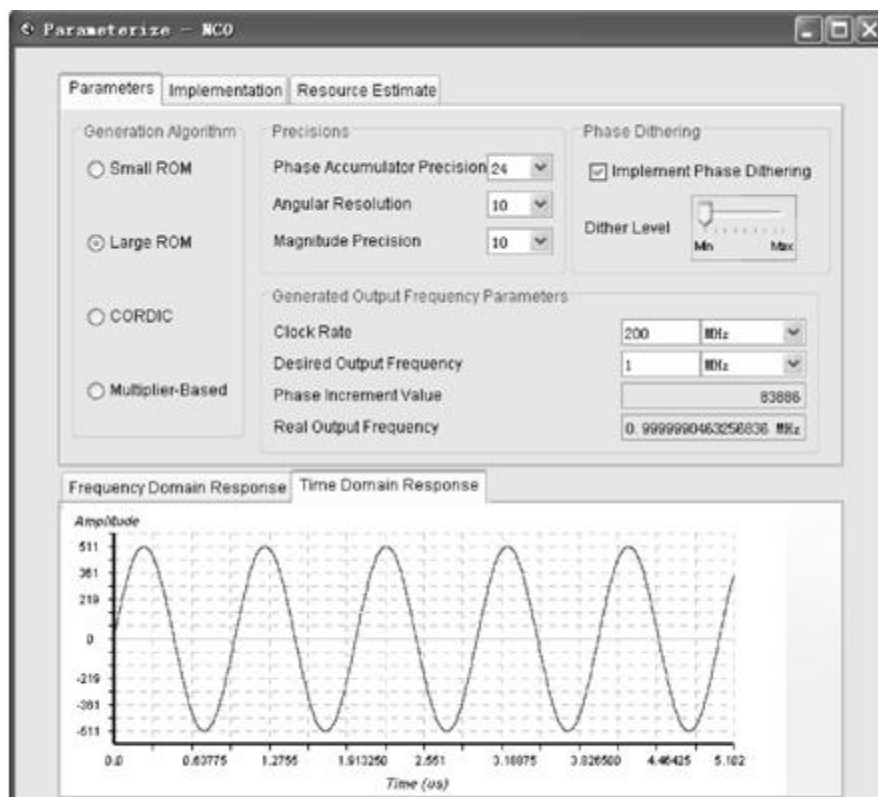 Parameterize - NCO
Parameters Implementation Resource Estimate
Generation Algorithm
Small ROM
Large ROM
CORDIC
Multiplier-Based
Precisions
Phase Accumulator Precision 24
Angular Resolution 10
Magnitude Precision 10
Phase Dithering
Implement Phase Dithering
Dither Level
Min Max
Generated Output Frequency Parameters
Clock Rate 200 MHz
Desired Output Frequency 1 MHz
Phase Increment Value 83886
Real Output Frequency 0.9999990463256836 MHz
Frequency Domain Response Time Domain Response
Amplitude
511
361
219
0
-219
-361
-511
0.0 0.63775 1.2755 1.913250 2.551 3.18875 3.826500 4.46425 5.102
Time (us)